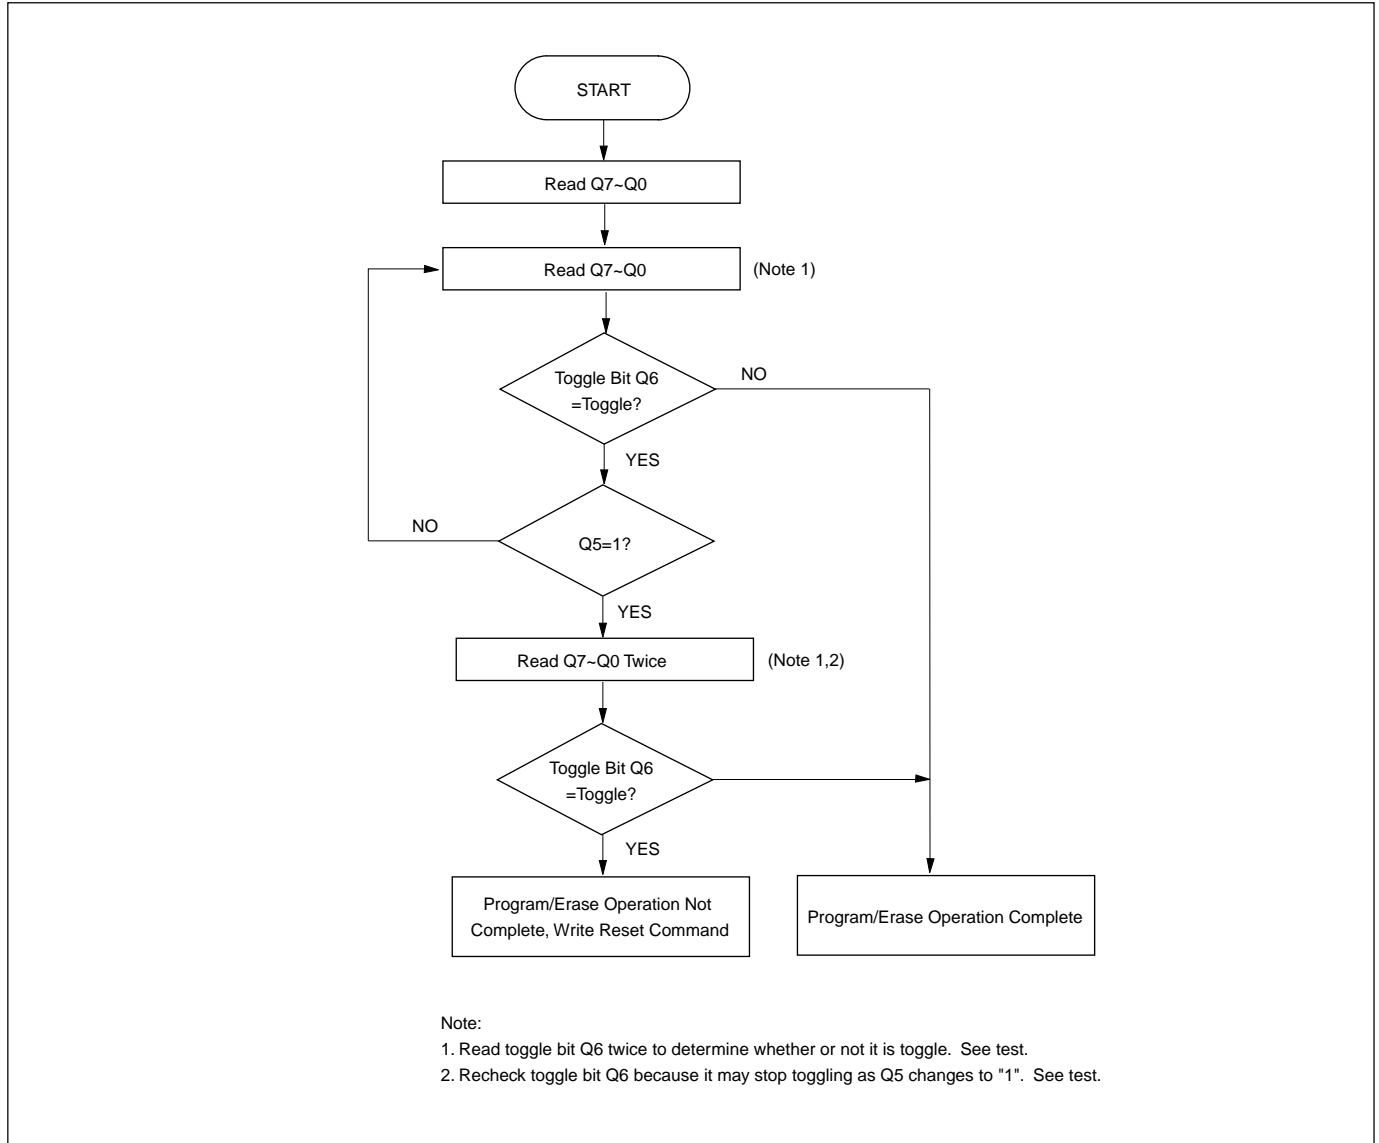 START
Read Q7~Q0
Read Q7~Q0
(Note 1)
Toggle Bit Q6
=Toggle?
NO
YES
NO
Q5=1?
YES
Read Q7~Q0 Twice
(Note 1,2)
Toggle Bit Q6
=Toggle?
YES
Program/Erase Operation Not
Complete, Write Reset Command
Program/Erase Operation Complete
Note:
1. Read toggle bit Q6 twice to determine whether or not it is toggle. See test.
2. Recheck toggle bit Q6 because it may stop toggling as Q5 changes to "1". See test.